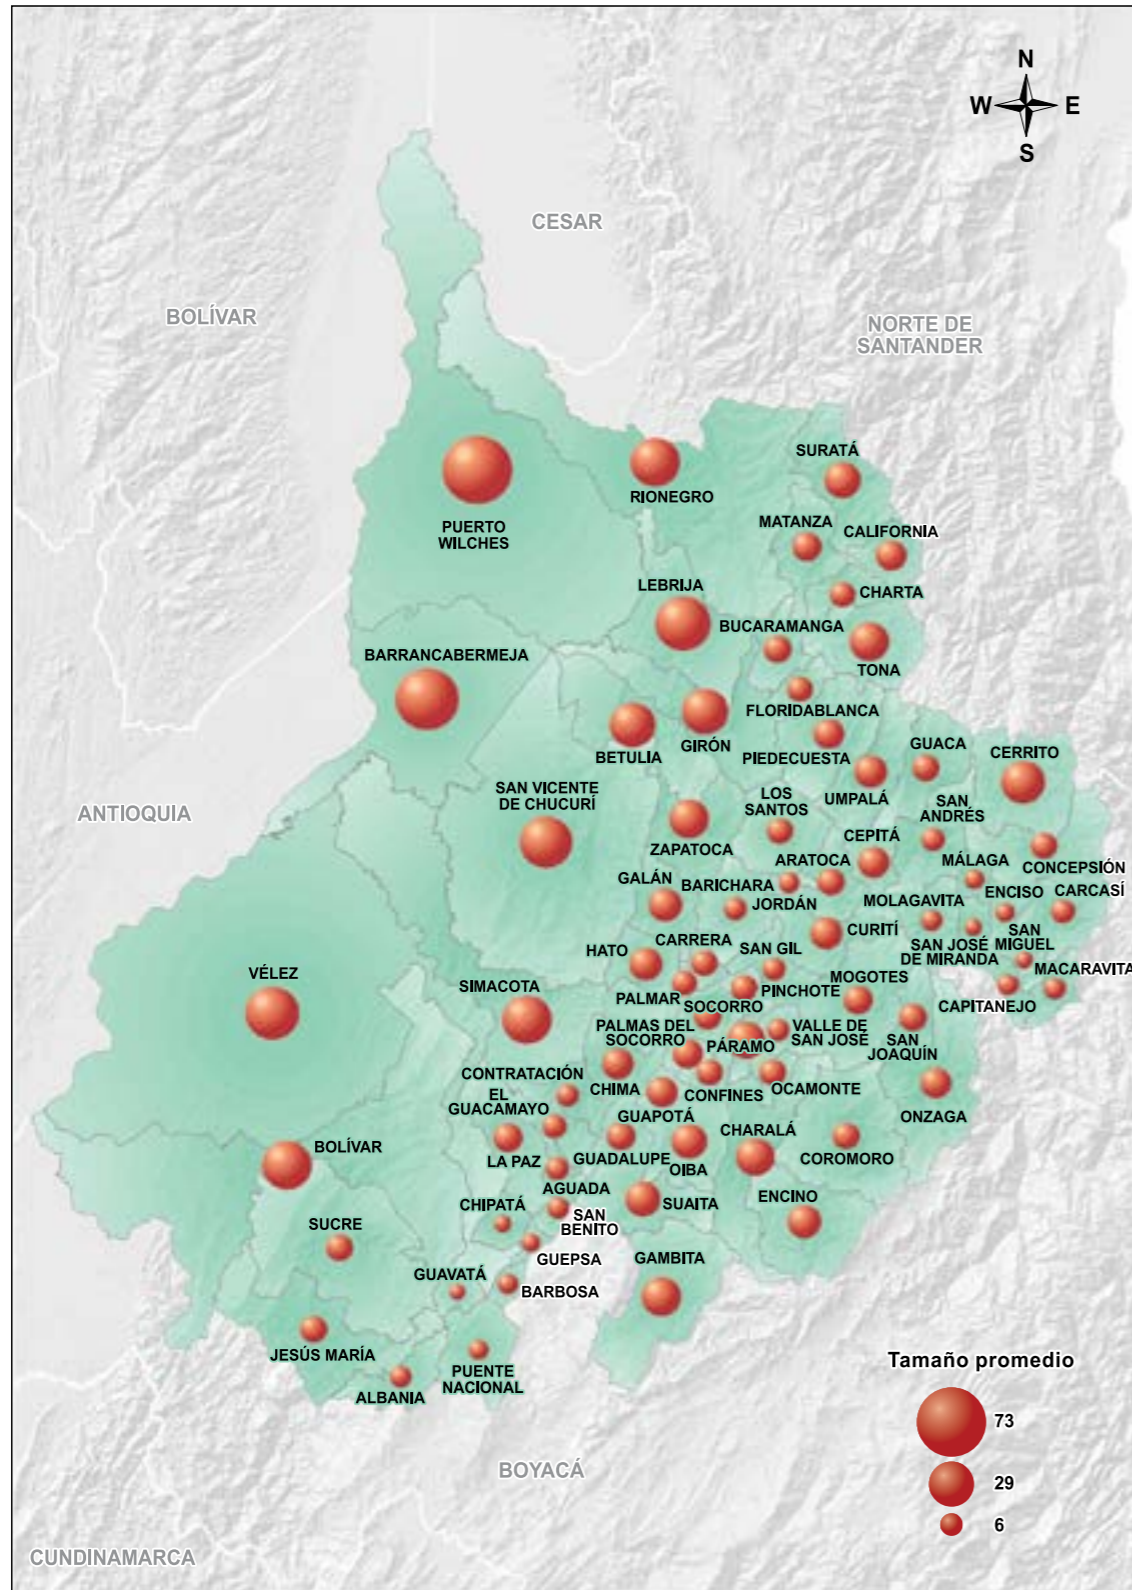 N
W E
S
CESAR
BOLÍVAR
NORTE DE
SANTANDER
SURATÁ
RIONEGRO
PUERTO
WILCHES
MATANZA
CALIFORNIA
LEBRIJA
CHARTA
BUCARAMANGA
TONA
BARRANCABERMEJA
FLORIDABLANCA
BETULIA
GIRÓN
PIEDECUESTA
GUACA
CERRITO
SAN VICENTE
DE CHUCURÍ
LOS
SANTOS
UMPALÁ
SAN
ANDRÉS
ANTIOQUIA
ZAPATOCA
CEPITÁ
ARATOCA
MÁLAGA
CONCEPSIÓN
GALÁN
BARICHARA
JORDÁN
MOLAGAVITA
ENCISO
CARCASÍ
CURITÍ
SAN JOSÉ
DE MIRANDA
SAN
MIGUEL
HATO
CARRERA
SAN GIL
MACARAVITA
VÉLEZ
SIMACOTA
PALMAR
PINCHOTE
MOGOTES
CAPITANEJO
SOCORRO
PALMAS DEL
SOCORRO
PÁRAMO
VALLE DE
SAN JOSÉ
SAN
JOAQUÍN
CONTRATACIÓN
CHIMA
CONFINES
OCAMONTE
ONZAGA
EL
GUACAMAYO
GUAPOTÁ
BOLÍVAR
LA PAZ
GUADALUPE
OIBA
CHARALÁ
COROMORO
AGUADA
CHIPATÁ
SAN
BENITO
SUAITA
ENCINO
SUCRE
GUEPSA
GAMBITA
GUAVATÁ
BARBOSA
JESÚS MARÍA
PUENTE
NACIONAL
ALBANIA
Tamaño promedio
73
29
6
BOYACÁ
CUNDINAMARCA